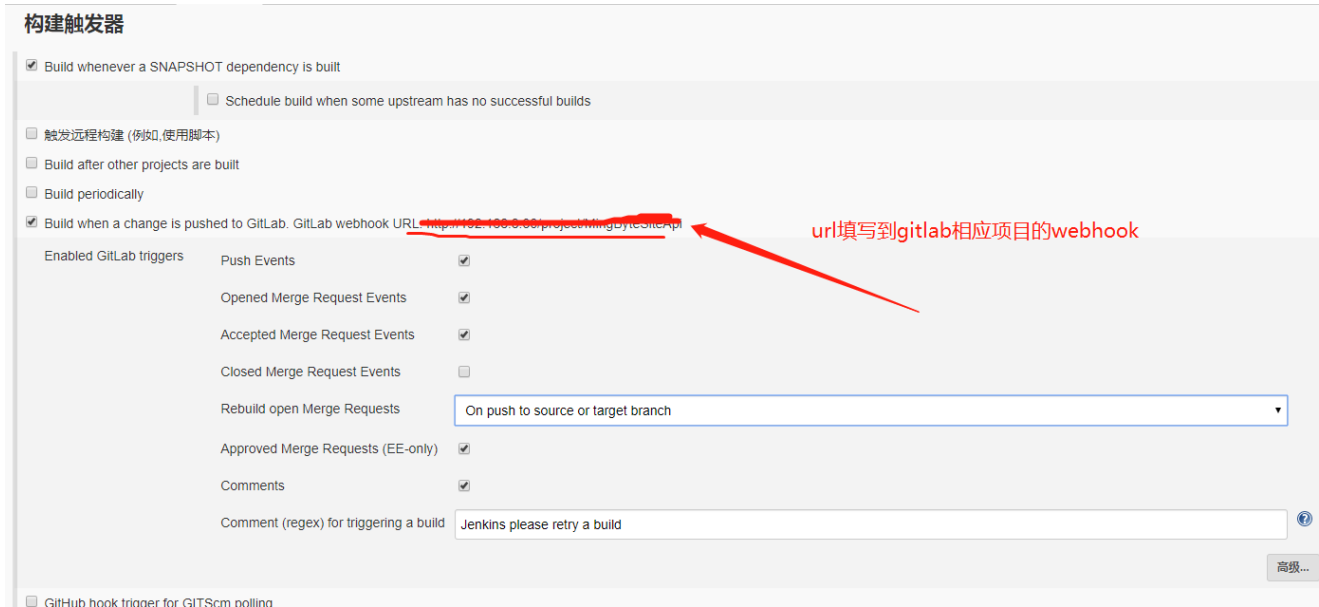 构建触发器
Build whenever a SNAPSHOT dependency is built
Schedule build when some upstream has no successful builds
触发远程构建 (例如,使用脚本)
Build after other projects are built
Build periodically
Build when a change is pushed to GitLab. GitLab webhook URL: /project/MingByteSiteApi
url填写到gitlab相应项目的webhook
Enabled GitLab triggers
Push Events
Opened Merge Request Events
Accepted Merge Request Events
Closed Merge Request Events
Rebuild open Merge Requests On push to source or target branch
Approved Merge Requests (EE-only)
Comments
Comment (regex) for triggering a build Jenkins please retry a build
高级...
GitHub hook trigger for GITScm polling